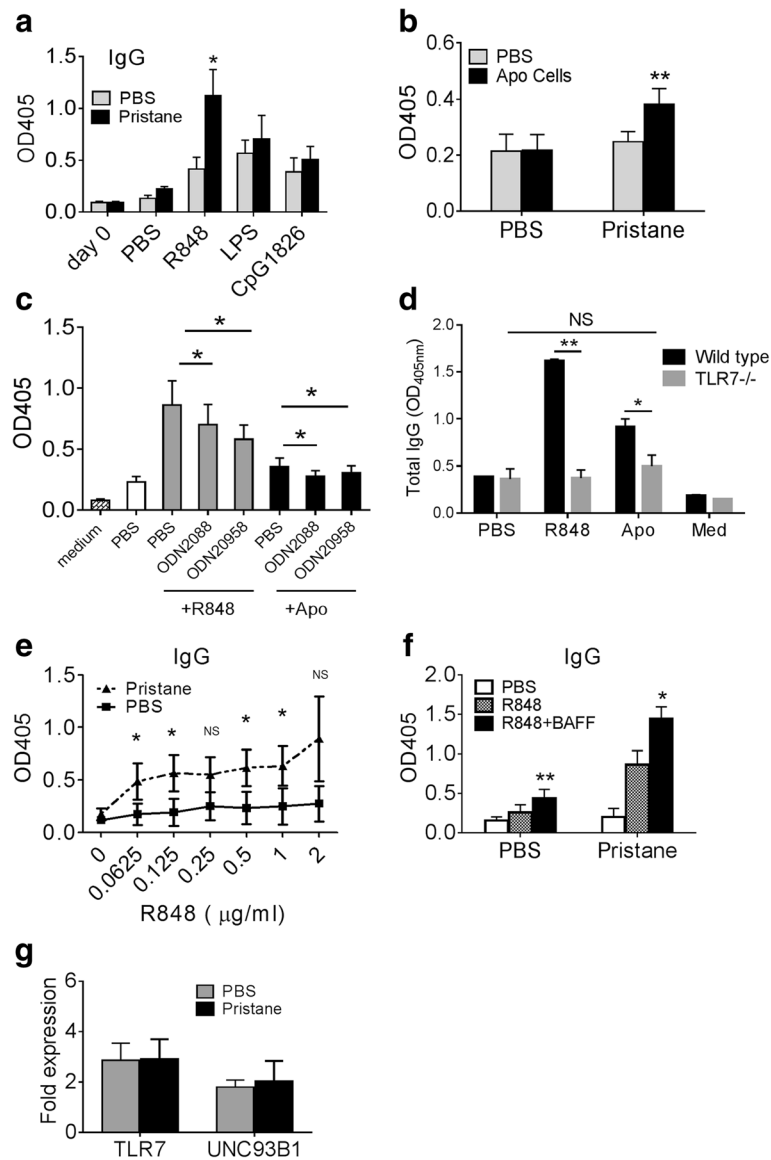 a
IgG
PBS
Pristane
*
OD405
1.5
1.0
0.5
0.0
day 0
PBS
R848
LPS
CpG1826
b
PBS
Apo Cells
**
OD405
0.6
0.4
0.2
0.0
PBS
Pristane
c
*
*
*
*
OD405
1.5
1.0
0.5
0.0
medium
PBS
PBS
ODN2088
ODN20958
PBS
ODN2088
ODN20958
+R848
+Apo
d
NS
**
*
Wild type
TLR7-/-
Total IgG (OD405nm)
2.0
1.5
1.0
0.5
0.0
PBS
R848
Apo
Med
e
IgG
Pristane
PBS
*
*
NS
*
*
NS
OD405
1.5
1.0
0.5
0.0
0
0.0625
0.125
0.25
0.5
1
2
R848 ( μg/ml)
f
IgG
PBS
R848
R848+BAFF
**
*
OD405
2.0
1.5
1.0
0.5
0.0
PBS
Pristane
g
PBS
Pristane
Fold expression
6
4
2
0
TLR7
UNC93B1